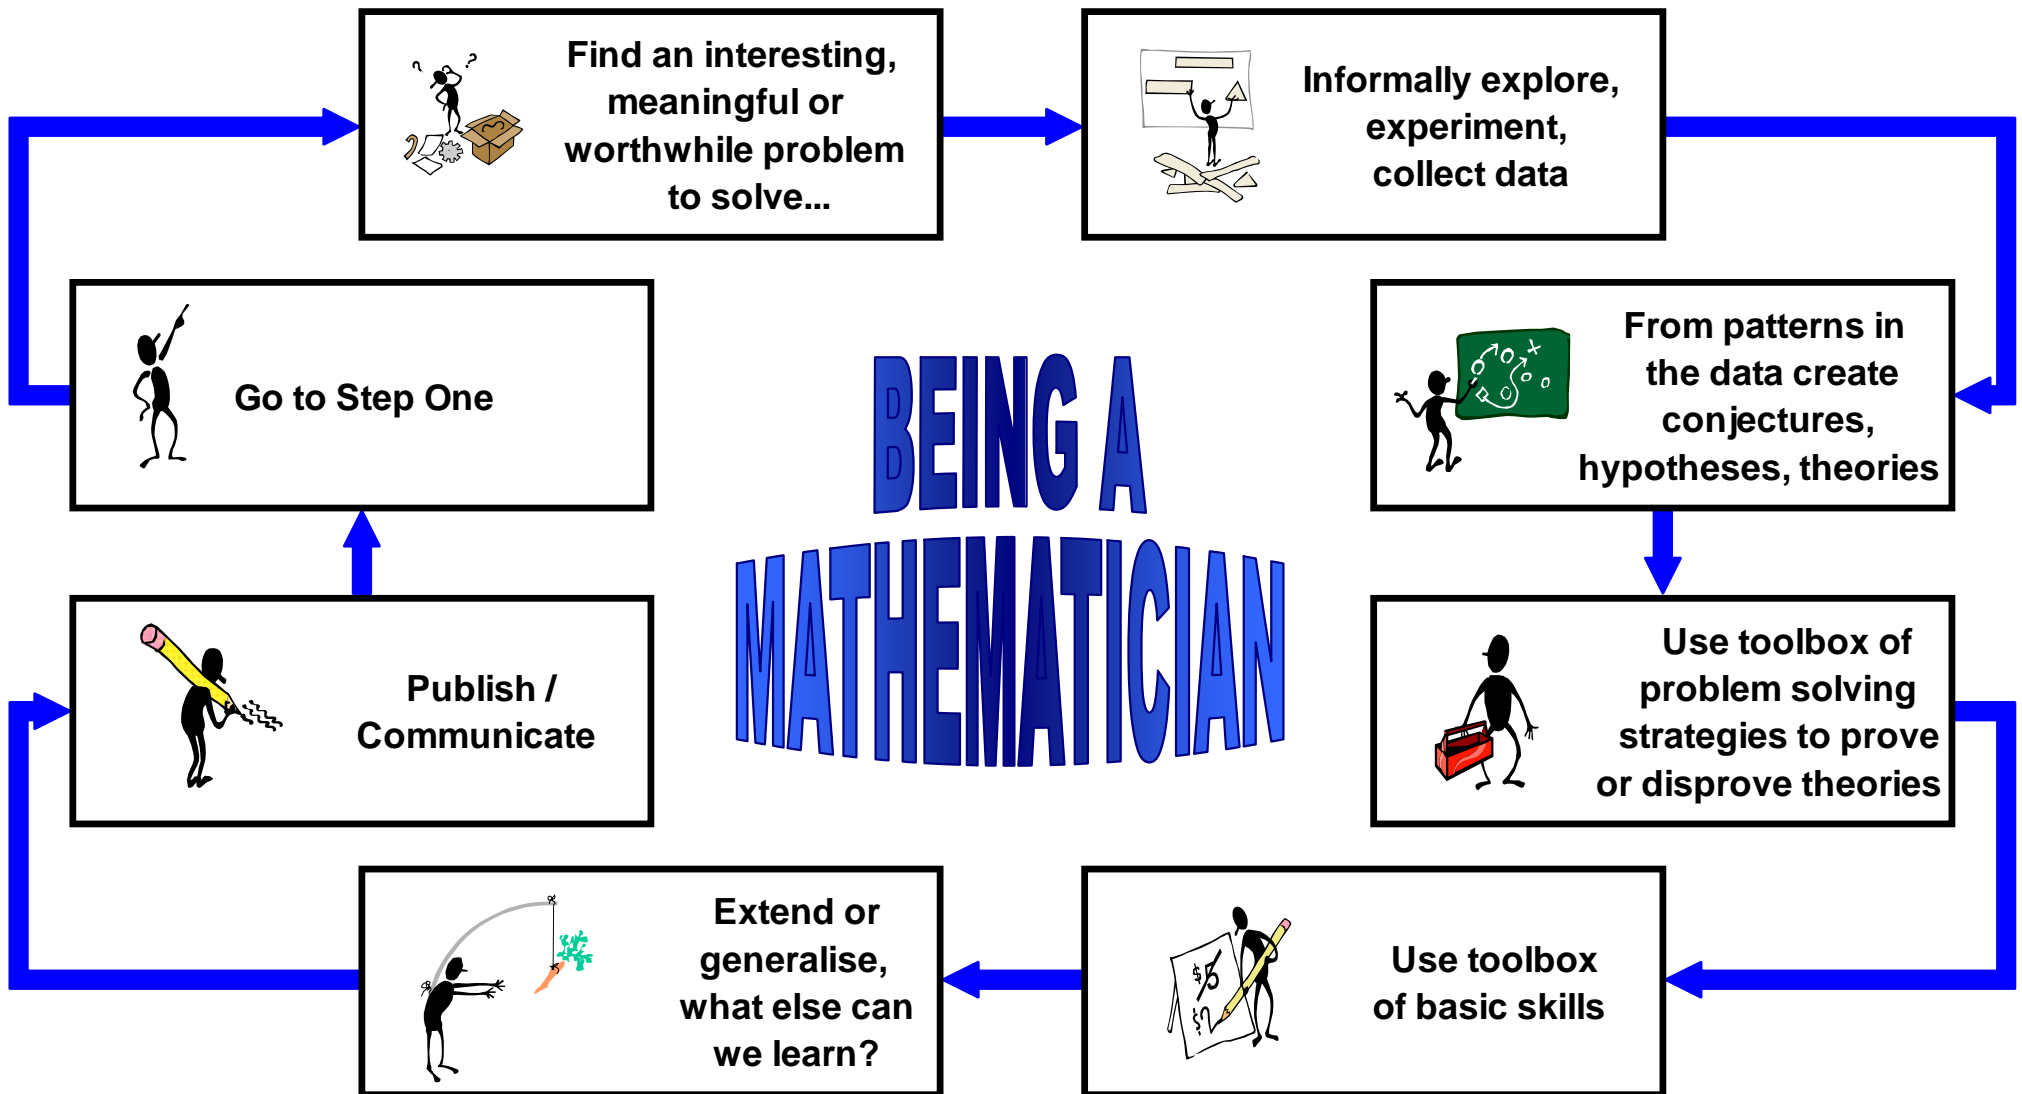 Find an interesting,
meaningful or
worthwhile problem
to solve...
Informally explore,
experiment,
collect data
From patterns in
the data create
conjectures,
hypotheses, theories
Use toolbox of
problem solving
strategies to prove
or disprove theories
Use toolbox
of basic skills
$5
$2
Extend or
generalise,
what else can
we learn?
Publish /
Communicate
Go to Step One
BEING A
MATHEMATICIAN